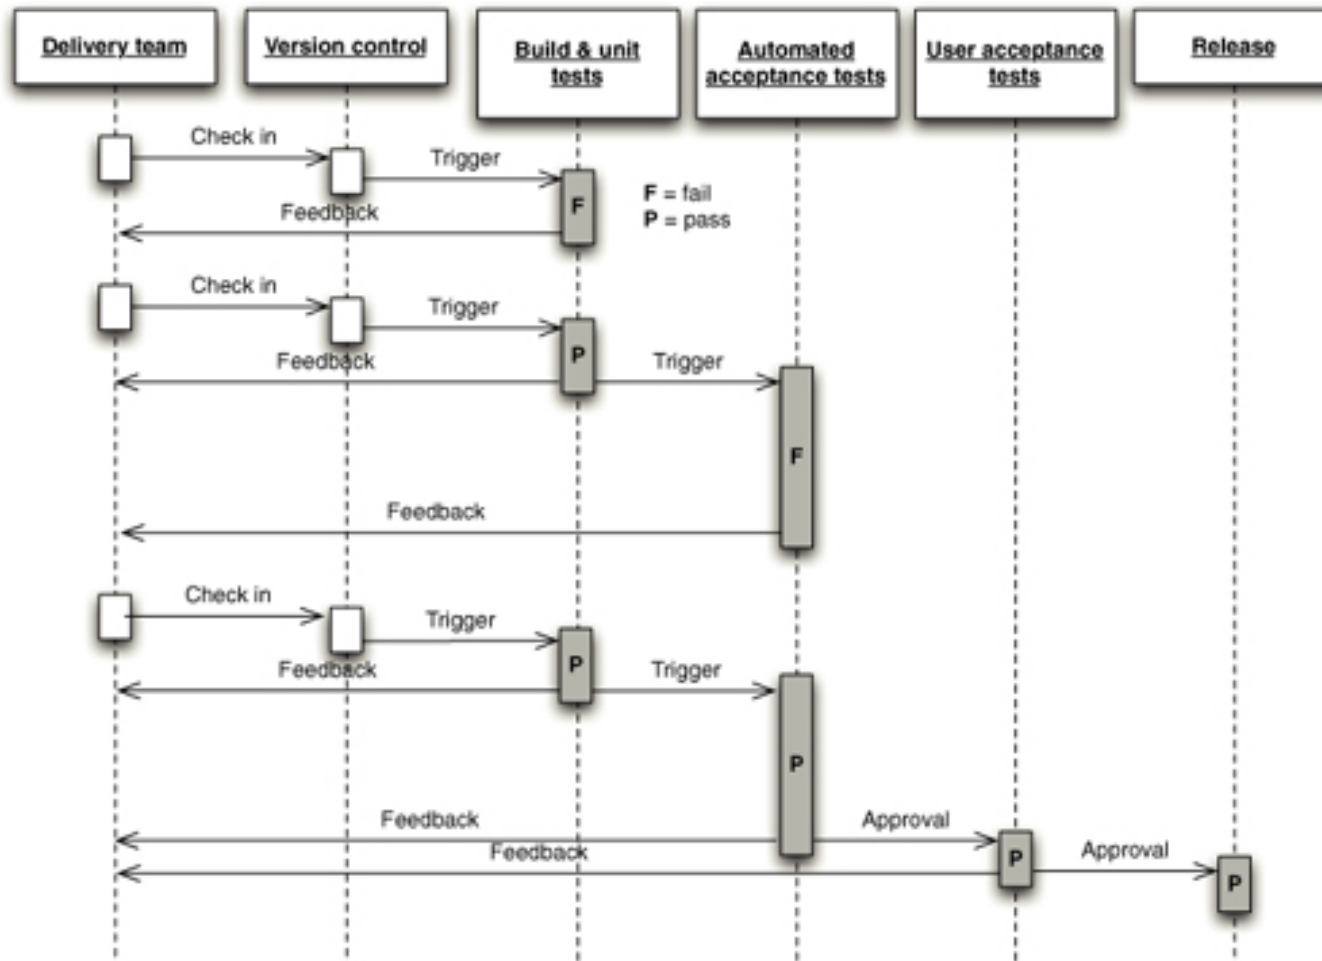 Delivery team
Version control
Build & unit
tests
Automated
acceptance tests
User acceptance
tests
Release
Check in
Trigger
F = fail
P = pass
F
Feedback
Check in
Trigger
P
Feedback
Trigger
F
Feedback
Check in
Trigger
P
Feedback
Trigger
P
Feedback
Approval
Feedback
P
Approval
P